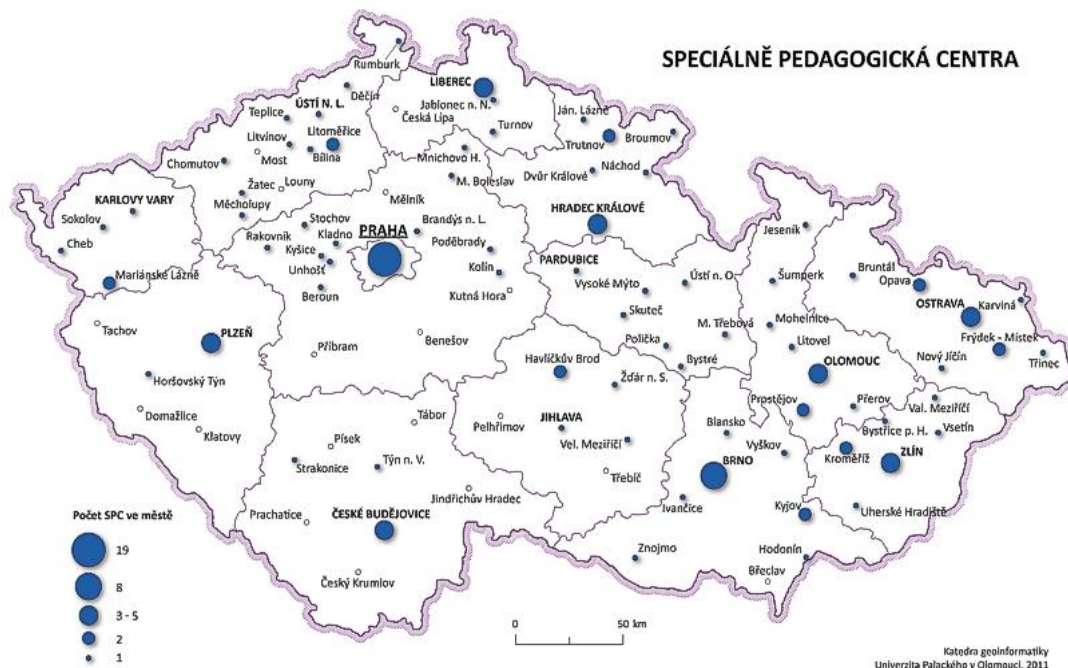 SPECIÁLNĚ PEDAGOGICKÁ CENTRA
Rumburk
LIBEREC
Děčín
Jablonec n. N.
Česká Lípa
Ján. Lázně
ÚSTÍ N. L.
Teplice
Turnov
Trutnov
Broumov
Litvínov
Litoměřice
Most
Bílina
Mnichovo H.
Chomutov
Dvůr Králové
Náchod
M. Boleslav
Žatec
Louny
Mělník
KARLOVY VARY
Měcholupy
Sokolov
Stochov
Brandýs n. L.
HRADEC KRÁLOVÉ
Jeseník
Cheb
Rakovník
Kladno
PRAHA
Kyšice
Poděbrady
PARDUBICE
Unhošť
Kolín
Mariánské Lázně
Vysoké Mýto
Ústí n. O.
Šumperk
Bruntál
Opava
Beroun
Kutná Hora
OSTRAVA
Karviná
Skuteč
Tachov
Mohelnice
PLZEŇ
M. Třebová
Benešov
Polička
Litovel
Frýdek - Místek
Příbram
Havlíčkův Brod
Bystré
OLOMOUC
Nový Jičín
Třinec
Horšovský Týn
Žďár n. S.
Prostějov
Přerov
Val. Meziříčí
Domažlice
Tábor
Pelhřimov
JIHLAVA
Blansko
Bystřice p. H.
Klatovy
Písek
Vel. Meziříčí
Vyškov
Vsetín
Strakonice
Týn n. V.
BRNO
Kroměříž
ZLÍN
Třebíč
Jindřichův Hradec
Ivančice
Prachatice
ČESKÉ BUDĚJOVICE
Kyjov
Uherské Hradiště
Znojmo
Hodonín
Český Krumlov
Břeclav
Počet SPC ve městě
19
8
3 - 5
2
1
0 50 km
Katedra geoinformatiky
Univerzita Palackého v Olomouci, 2011